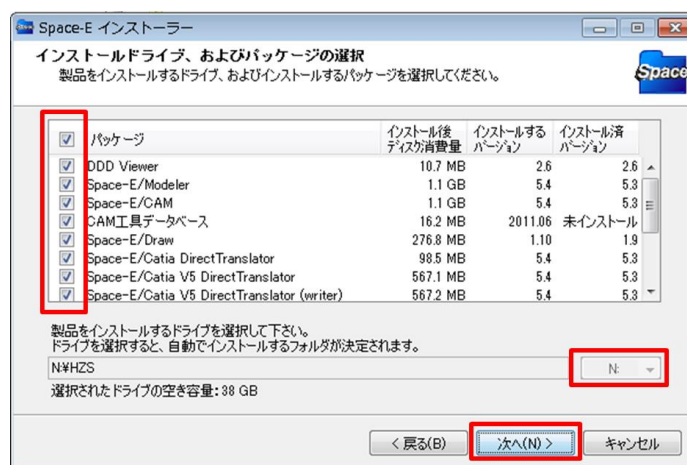 Space-E インストーラー
インストールドライブ、およびパッケージの選択
製品をインストールするドライブ、およびインストールするパッケージを選択してください。
Space
パッケージ インストール後ディスク消費量 インストールするバージョン インストール済バージョン
DDD Viewer 10.7 MB 2.6 2.6
Space-E/Modeler 1.1 GB 5.4 5.3
Space-E/CAM 1.1 GB 5.4 5.3
CAM工具データベース 16.2 MB 2011.06 未インストール
Space-E/Draw 276.8 MB 1.10 1.9
Space-E/Catia DirectTranslator 98.5 MB 5.4 5.3
Space-E/Catia V5 DirectTranslator 567.1 MB 5.4 5.3
Space-E/Catia V5 DirectTranslator (writer) 567.2 MB 5.4 5.3
製品をインストールするドライブを選択して下さい。
ドライブを選択すると、自動でインストールするフォルダが決定されます。
N:¥HZS N:
選択されたドライブの空き容量: 38 GB
< 戻る(B) 次へ(N) > キャンセル